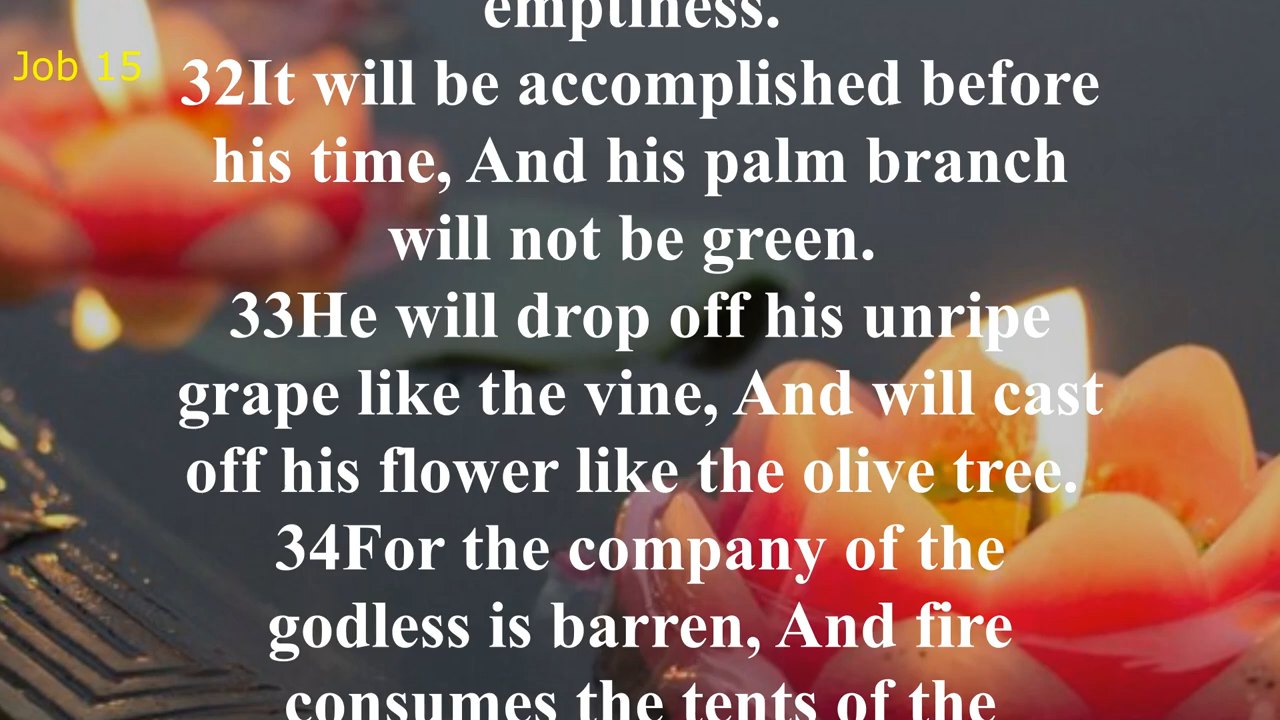 emptiness.
Job 15
32It will be accomplished before
his time, And his palm branch
will not be green.
33He will drop off his unripe
grape like the vine, And will cast
off his flower like the olive tree.
34For the company of the
godless is barren, And fire
consumes the tents of the